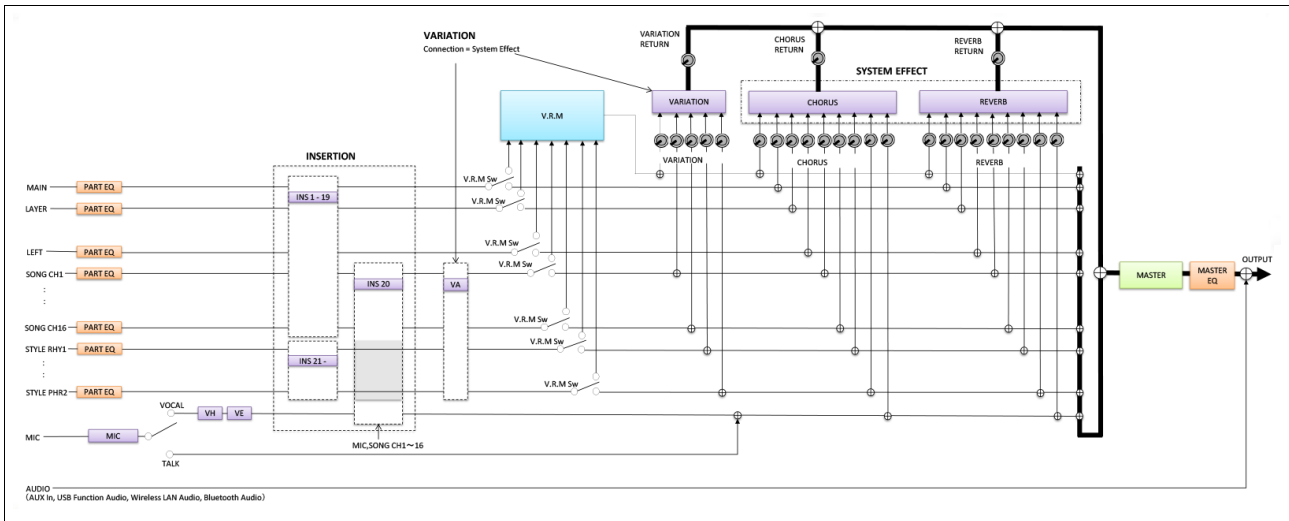 VARIATION
Connection = System Effect
VARIATION
RETURN
CHORUS
RETURN
REVERB
RETURN
SYSTEM EFFECT
V.R.M
VARIATION
CHORUS
REVERB
VARIATION
CHORUS
REVERB
INSERTION
MAIN
PART EQ
INS 1 - 19
V.R.M Sw
LAYER
PART EQ
V.R.M Sw
LEFT
PART EQ
V.R.M Sw
SONG CH1
PART EQ
INS 20
VA
V.R.M Sw
:
:
SONG CH16
PART EQ
V.R.M Sw
STYLE RHY1
PART EQ
INS 21 -
V.R.M Sw
:
:
STYLE PHR2
PART EQ
V.R.M Sw
MASTER
MASTER
EQ
OUTPUT
VOCAL
VH
VE
MIC
MIC
MIC,SONG CH1～16
TALK
AUDIO
(AUX In, USB Function Audio, Wireless LAN Audio, Bluetooth Audio)